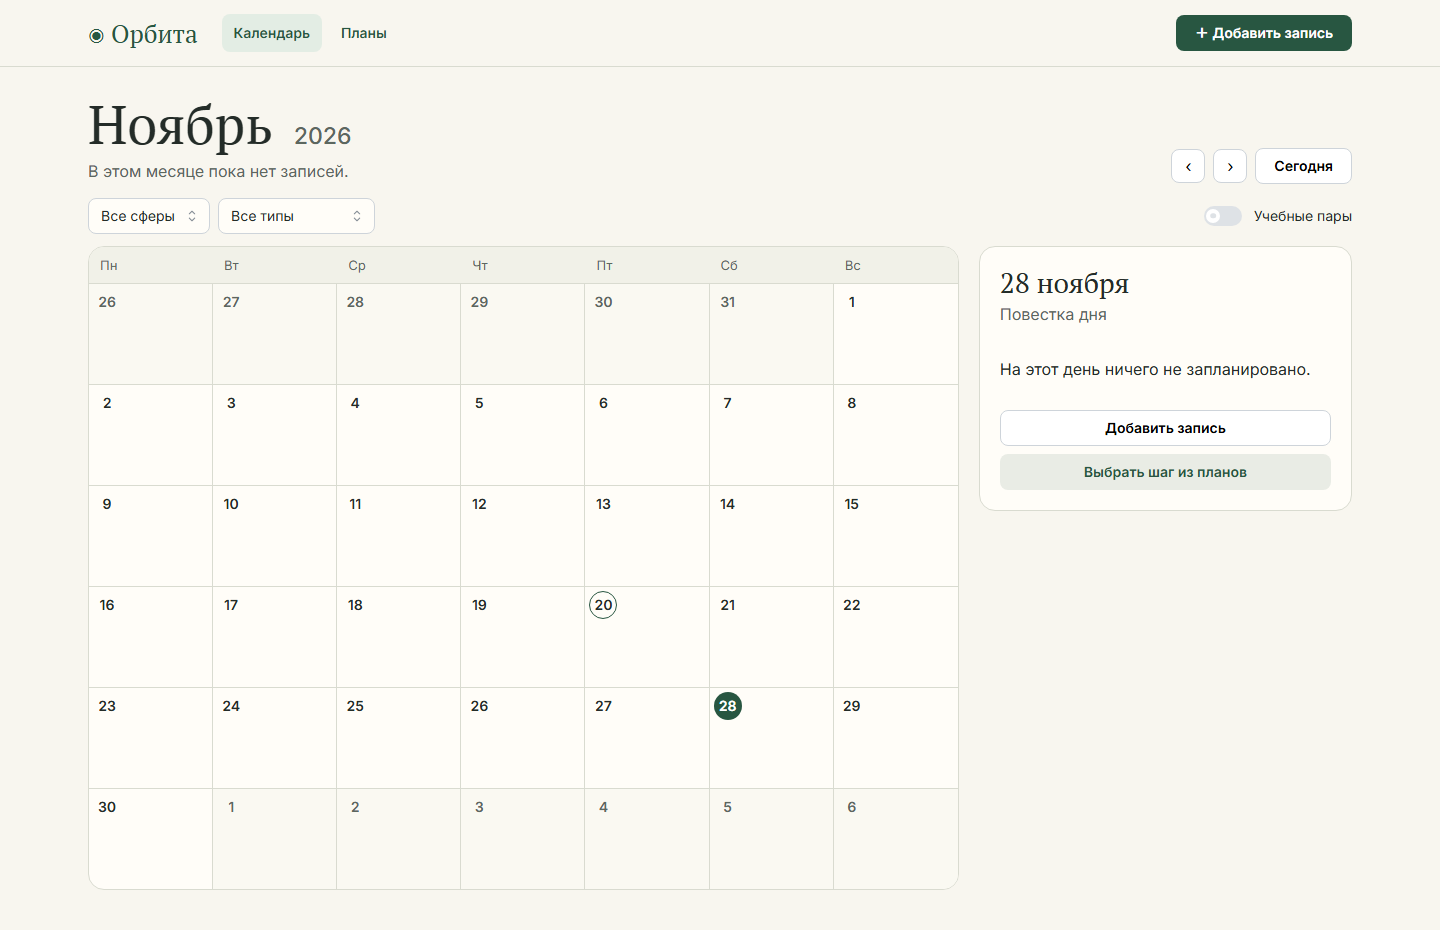 Орбита
Календарь
Планы
+ Добавить запись
Ноябрь 2026
В этом месяце пока нет записей.
‹ › Сегодня
Все сферы
Все типы
Учебные пары
Пн Вт Ср Чт Пт Сб Вс
26 27 28 29 30 31 1
2 3 4 5 6 7 8
9 10 11 12 13 14 15
16 17 18 19 20 21 22
23 24 25 26 27 28 29
30 1 2 3 4 5 6
28 ноября
Повестка дня
На этот день ничего не запланировано.
Добавить запись
Выбрать шаг из планов